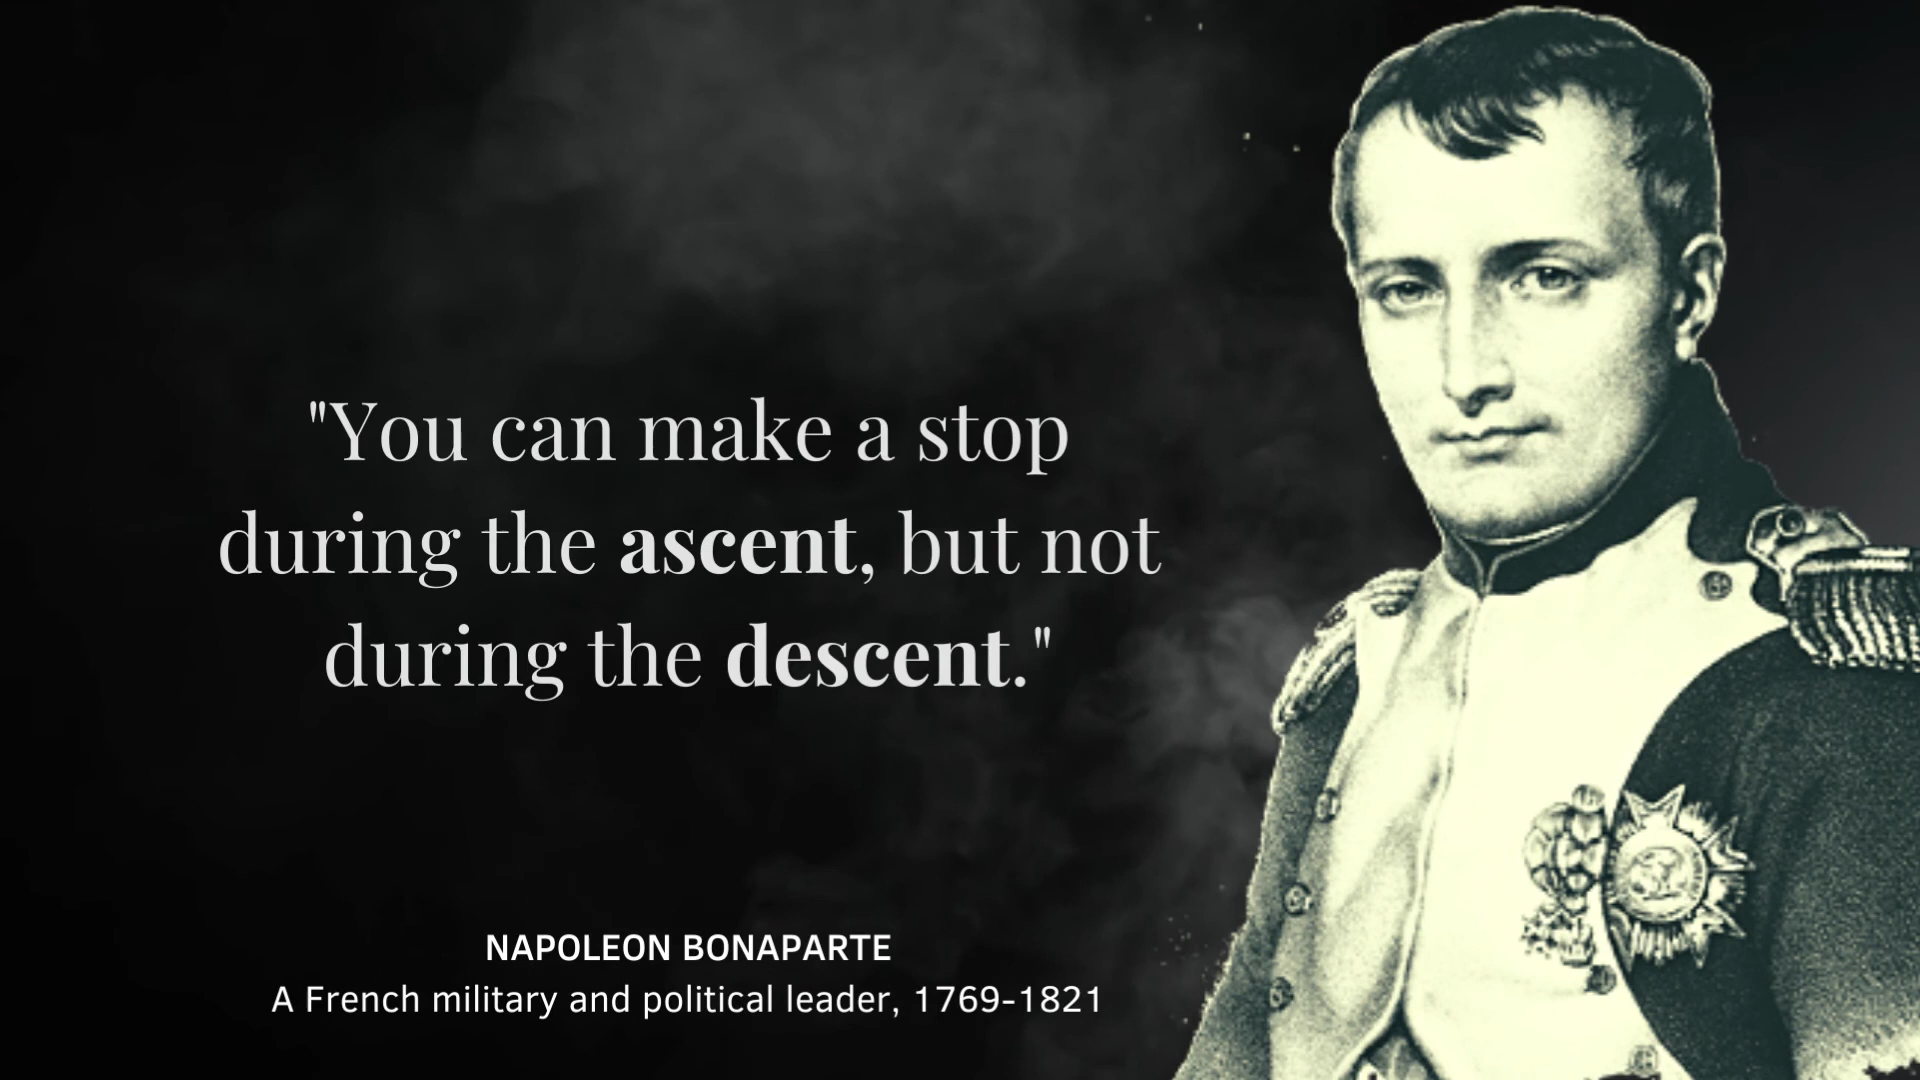 "You can make a stop
during the ascent, but not
during the descent."
NAPOLEON BONAPARTE
A French military and political leader, 1769-1821